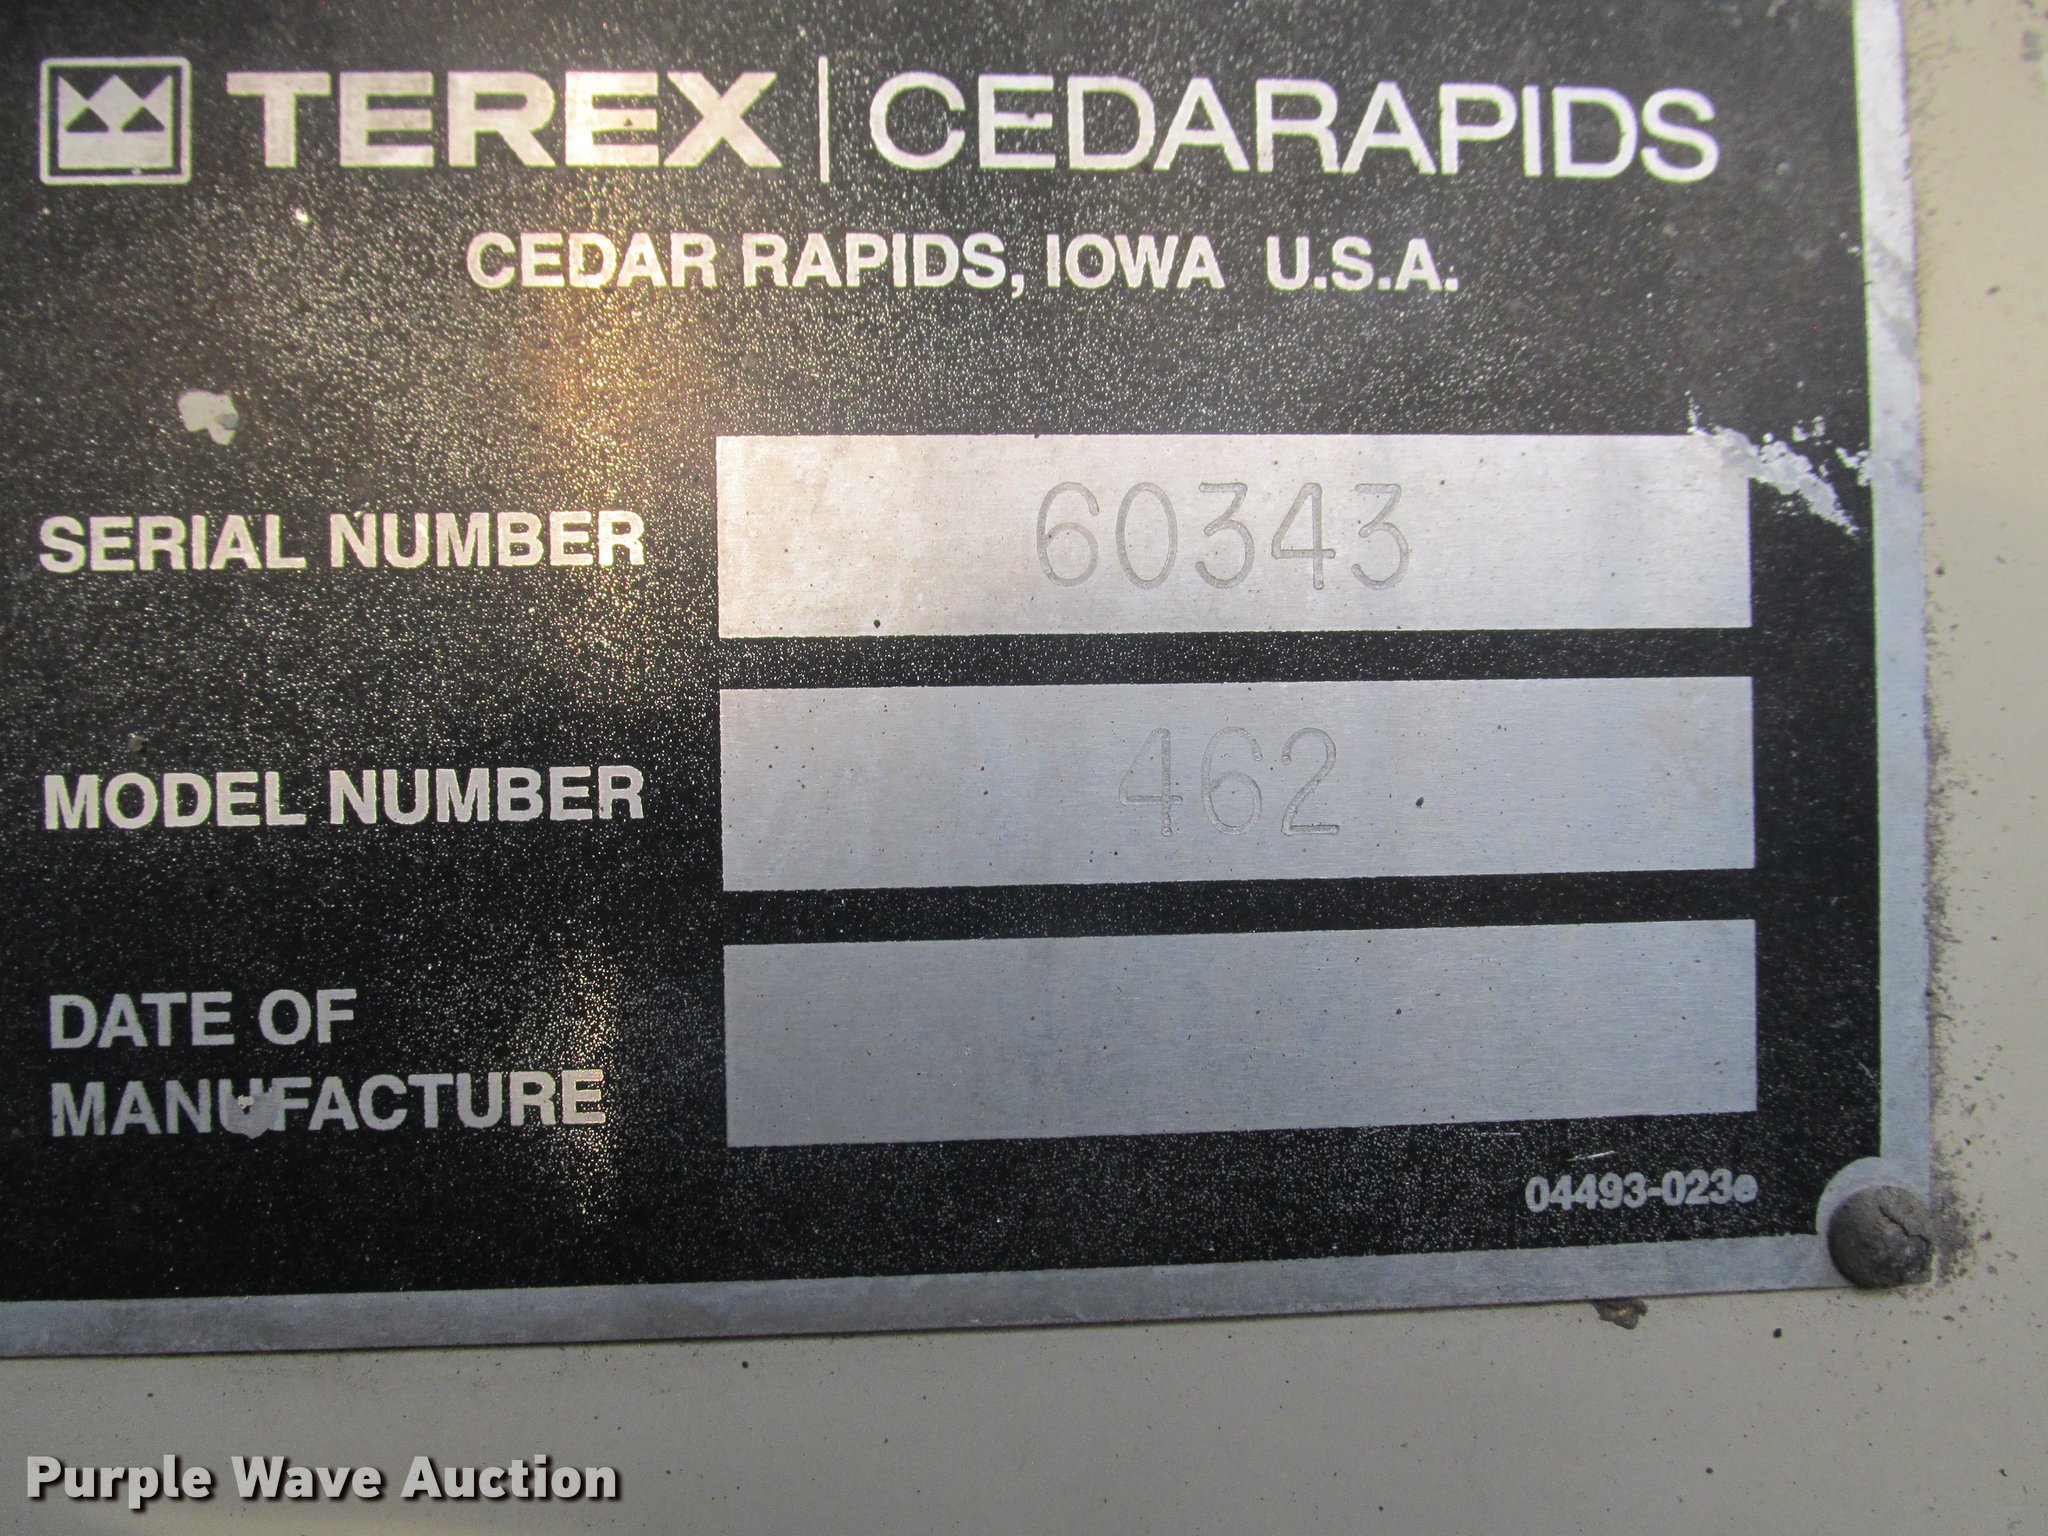 TEREX | CEDARAPIDS
CEDAR RAPIDS, IOWA U.S.A.
SERIAL NUMBER 60343
MODEL NUMBER 462
DATE OF
MANUFACTURE
04493-023e
Purple Wave Auction